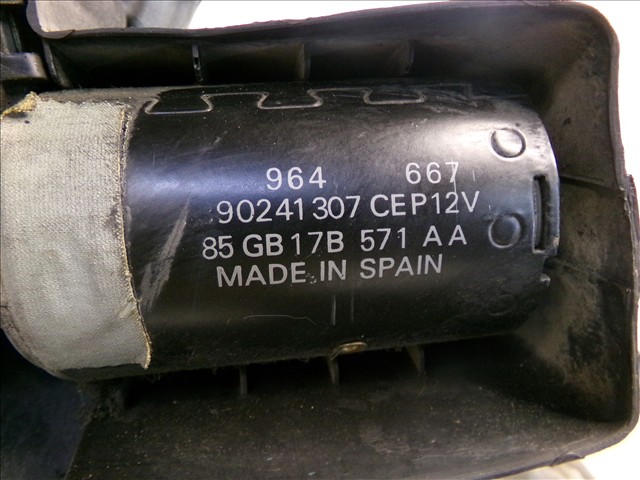 964 667
90241307 CEP12V
85 GB 17B 571 AA
MADE IN SPAIN